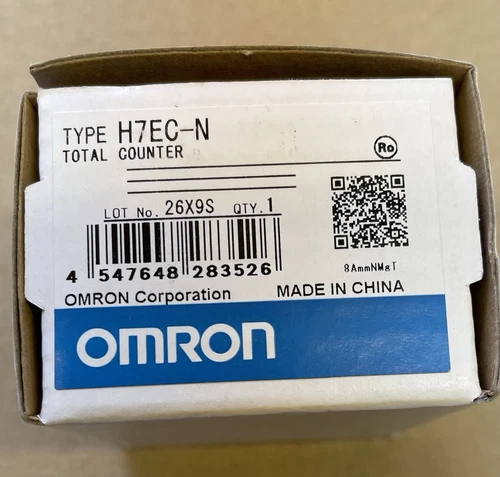 TYPE H7EC-N
TOTAL COUNTER
Ro
LOT No. 26X9S QTY. 1
4 547648 283526
8AmmNMgT
OMRON Corporation MADE IN CHINA
OMRON